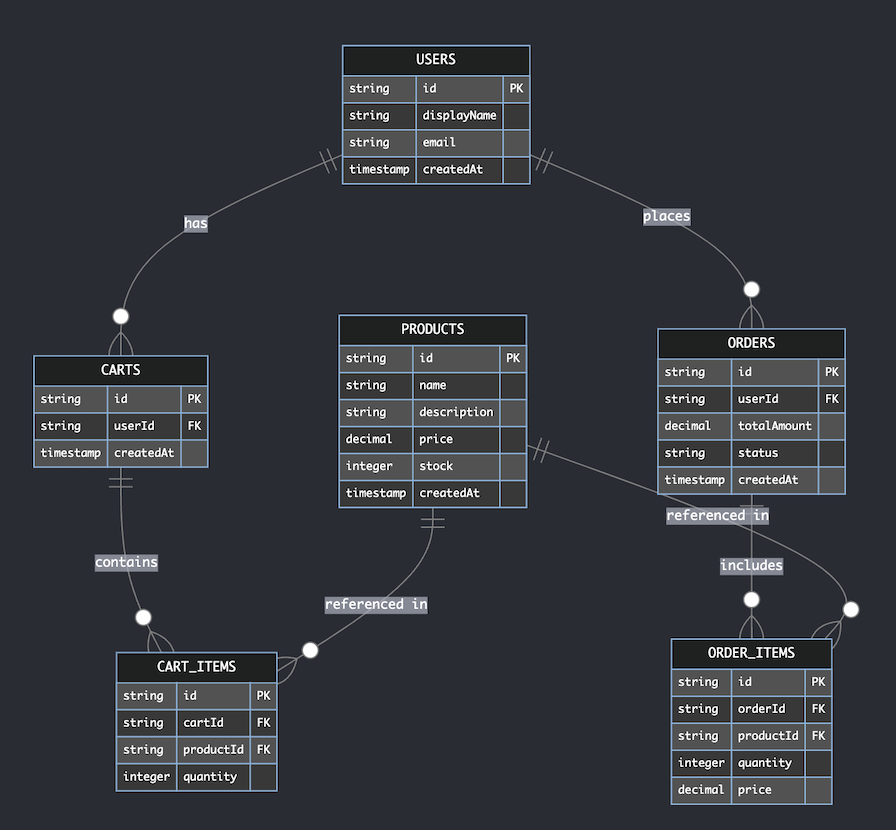 USERS
string id PK
string displayName
string email
timestamp createdAt
has
places
CARTS
string id PK
string userId FK
timestamp createdAt
PRODUCTS
string id PK
string name
string description
decimal price
integer stock
timestamp createdAt
ORDERS
string id PK
string userId FK
decimal totalAmount
string status
timestamp createdAt
contains
referenced in
referenced in
includes
CART_ITEMS
string id PK
string cartId FK
string productId FK
integer quantity
ORDER_ITEMS
string id PK
string orderId FK
string productId FK
integer quantity
decimal price